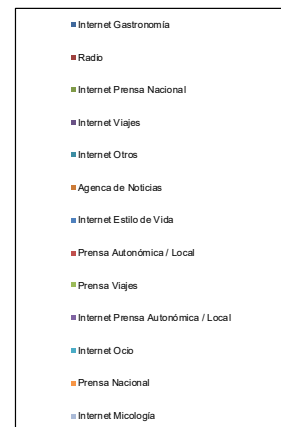 Internet Gastronomía
Radio
Internet Prensa Nacional
Internet Viajes
Internet Otros
Agenca de Noticias
Internet Estilo de Vida
Prensa Autonómica / Local
Prensa Viajes
Internet Prensa Autonómica / Local
Internet Ocio
Prensa Nacional
Internet Micología